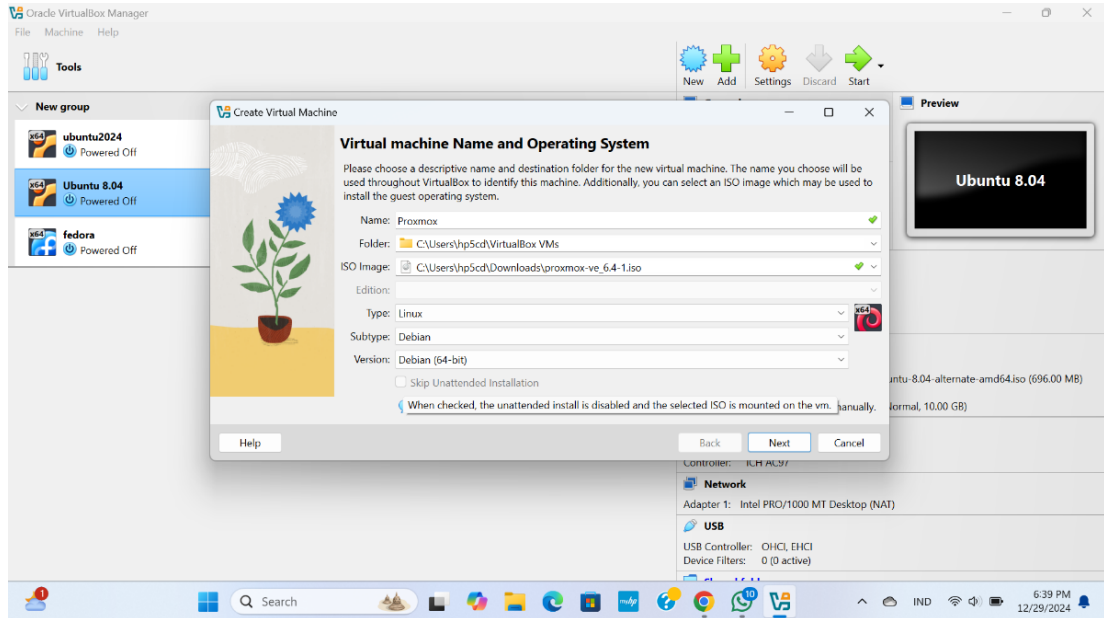 Oracle VirtualBox Manager
File Machine Help
Tools
New Add Settings Discard Start
New group
Preview
x64 ubuntu2024
Powered Off
x64 Ubuntu 8.04
Powered Off
x64 fedora
Powered Off
Ubuntu 8.04
Create Virtual Machine
Virtual machine Name and Operating System
Please choose a descriptive name and destination folder for the new virtual machine. The name you choose will be
used throughout VirtualBox to identify this machine. Additionally, you can select an ISO image which may be used to
install the guest operating system.
Name: Proxmox
Folder: C:\Users\hp5cd\VirtualBox VMs
ISO Image: C:\Users\hp5cd\Downloads\proxmox-ve_6.4-1.iso
Edition:
Type: Linux
x64
Subtype: Debian
Version: Debian (64-bit)
Skip Unattended Installation
When checked, the unattended install is disabled and the selected ISO is mounted on the vm.
Help Back Next Cancel
untu-8.04-alternate-amd64.iso (696.00 MB)
10.00 GB)
Controller: ICH AC97
Network
Adapter 1: Intel PRO/1000 MT Desktop (NAT)
USB
USB Controller: OHCI, EHCI
Device Filters: 0 (0 active)
1
Search
10
IND
6:39 PM
12/29/2024